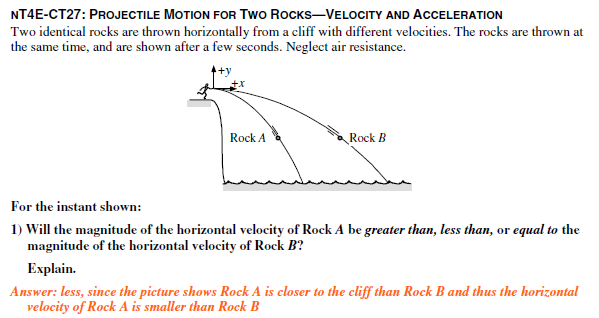 NT4E-CT27: PROJECTILE MOTION FOR TWO ROCKS—VELOCITY AND ACCELERATION
Two identical rocks are thrown horizontally from a cliff with different velocities. The rocks are thrown at
the same time, and are shown after a few seconds. Neglect air resistance.
+y
+x
Rock A
Rock B
For the instant shown:
1) Will the magnitude of the horizontal velocity of Rock A be greater than, less than, or equal to the
magnitude of the horizontal velocity of Rock B?
Explain.
Answer: less, since the picture shows Rock A is closer to the cliff than Rock B and thus the horizontal
velocity of Rock A is smaller than Rock B